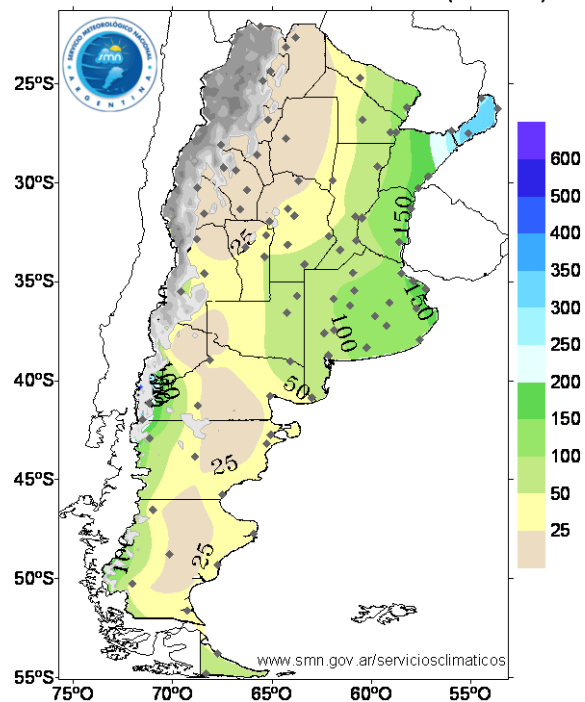 SERVICIO METEOROLÓGICO NACIONAL
smn
ARGENTINA
25ºS
30ºS
35ºS
40ºS
45ºS
50ºS
55ºS
75ºO
70ºO
65ºO
60ºO
55ºO
25
150
150
100
50
25
25
100
www.smn.gov.ar/serviciosclimaticos
600
500
400
350
300
250
200
150
100
50
25